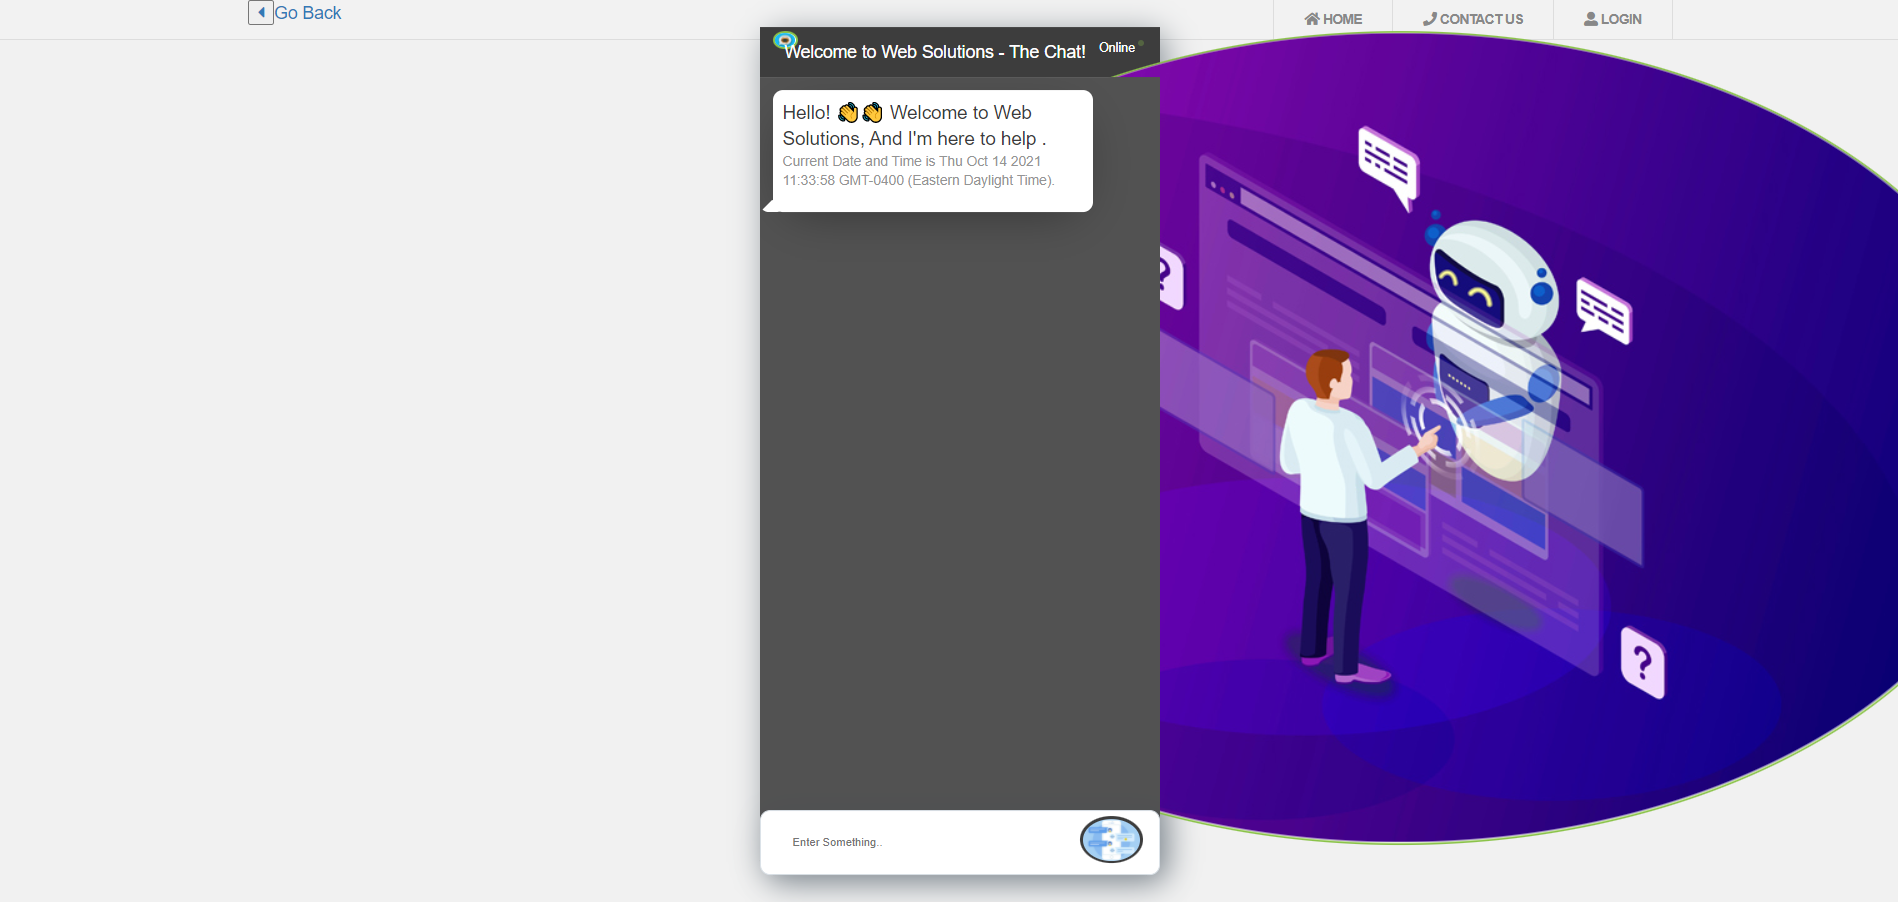 Go Back
HOME
CONTACT US
LOGIN
Welcome to Web Solutions - The Chat!
Online
Hello! 👏👏 Welcome to Web
Solutions, And I'm here to help .
Current Date and Time is Thu Oct 14 2021
11:33:58 GMT-0400 (Eastern Daylight Time).
?
?
Enter Something..